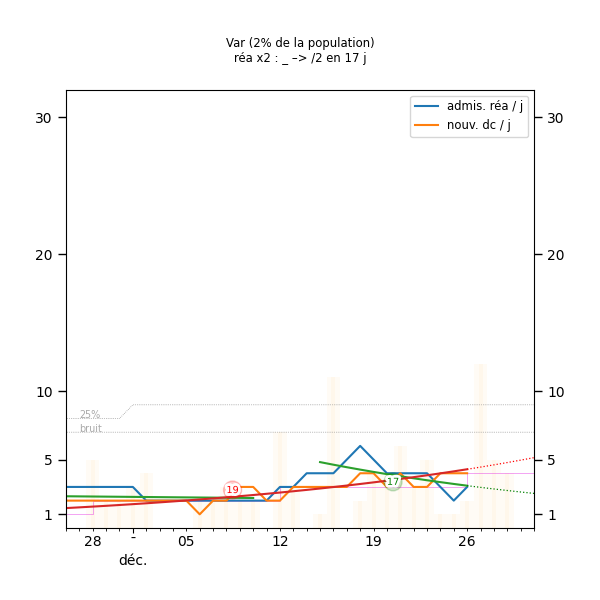 Var (2% de la population)
réa x2 : _ –> /2 en 17 j
admis. réa / j
nouv. dc / j
30 30
20 20
10 10
25%
bruit
5 5
19
-17
1 1
28 - 05 12 19 26
déc.